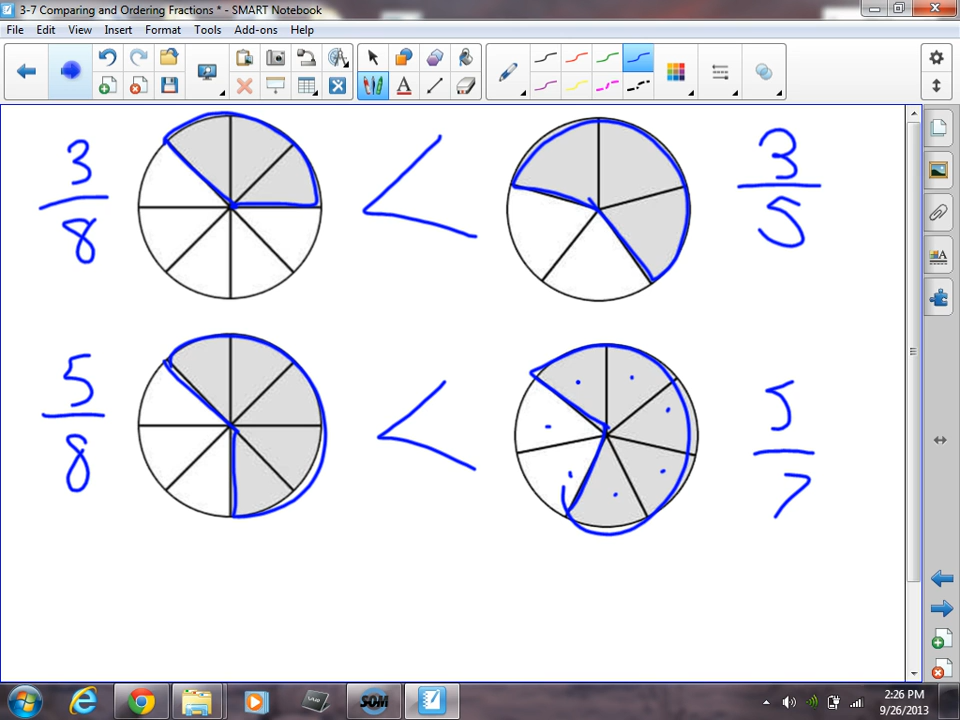 3-7 Comparing and Ordering Fractions * - SMART Notebook
File Edit View Insert Format Tools Add-ons Help
3/8 < 3/5
5/8 < 5/7
SOM
2:26 PM
9/26/2013